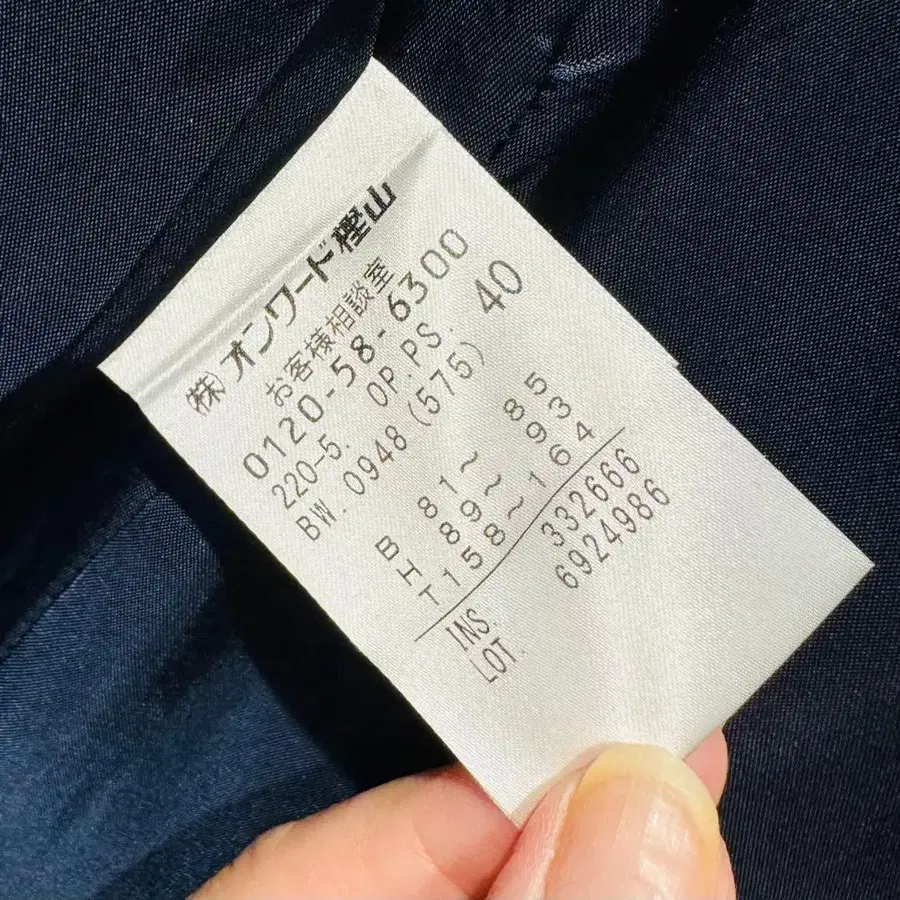 (株)オンワード樫山
お客様相談室
0120-58-6300
220-5. OP.PS. 40
BW. 0948 (575)
B 81~ 85
H 89~ 93
T158~164
INS. 332666
LOT. 6924986